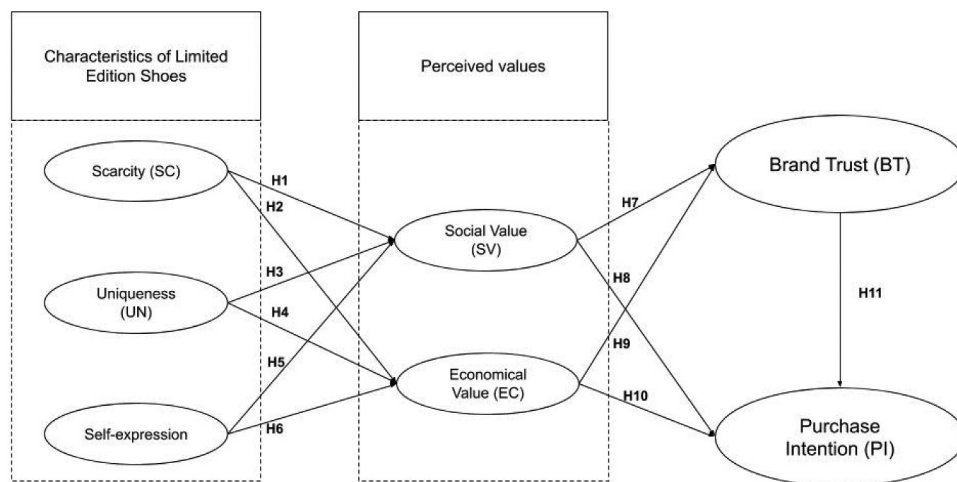 Characteristics of Limited
Edition Shoes
Perceived values
Scarcity (SC)
Brand Trust (BT)
H1
H2
H7
Social Value
(SV)
H3
H8
Uniqueness
(UN)
H4
H11
H9
H5
Economical
Value (EC)
H10
H6
Self-expression
Purchase
Intention (PI)